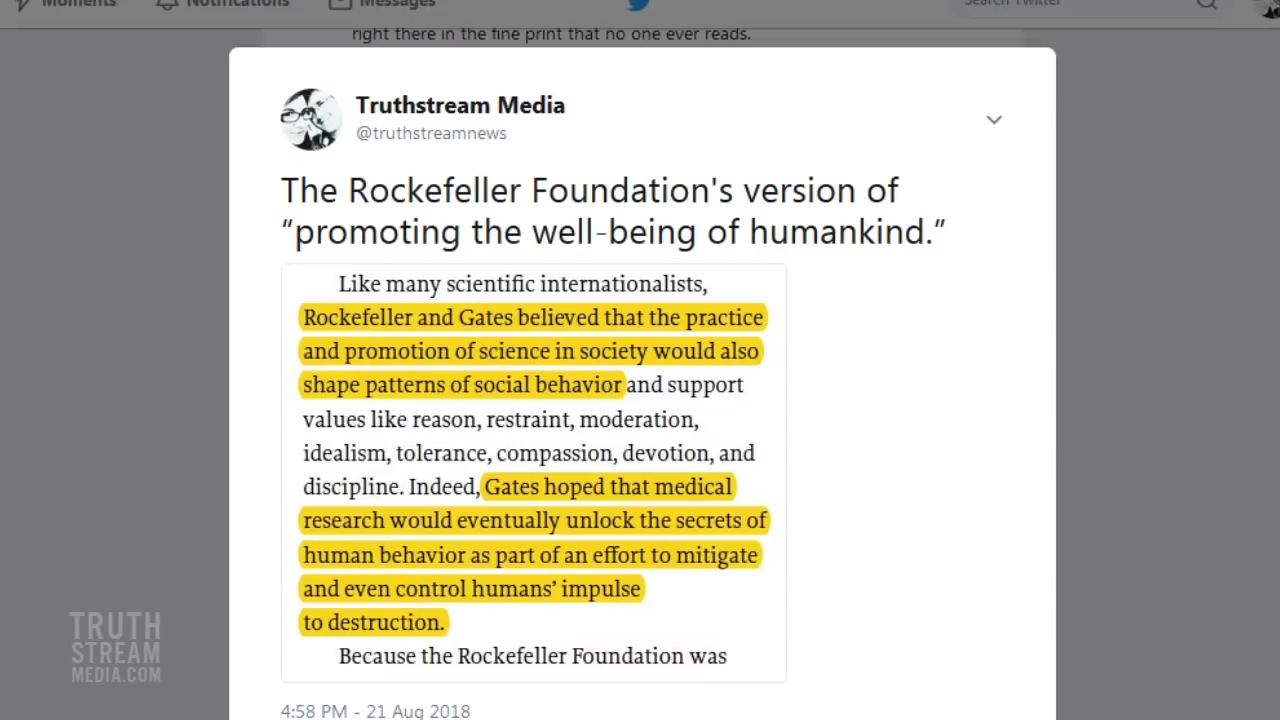 Moments
Notifications
Messages
Search Twitter
right there in the fine print that no one ever reads.
Truthstream Media
@truthstreamnews
The Rockefeller Foundation's version of
“promoting the well-being of humankind.”
Like many scientific internationalists,
Rockefeller and Gates believed that the practice
and promotion of science in society would also
shape patterns of social behavior and support
values like reason, restraint, moderation,
idealism, tolerance, compassion, devotion, and
discipline. Indeed, Gates hoped that medical
research would eventually unlock the secrets of
human behavior as part of an effort to mitigate
and even control humans’ impulse
to destruction.
Because the Rockefeller Foundation was
4:58 PM - 21 Aug 2018
TRUTH
STREAM
MEDIA.COM